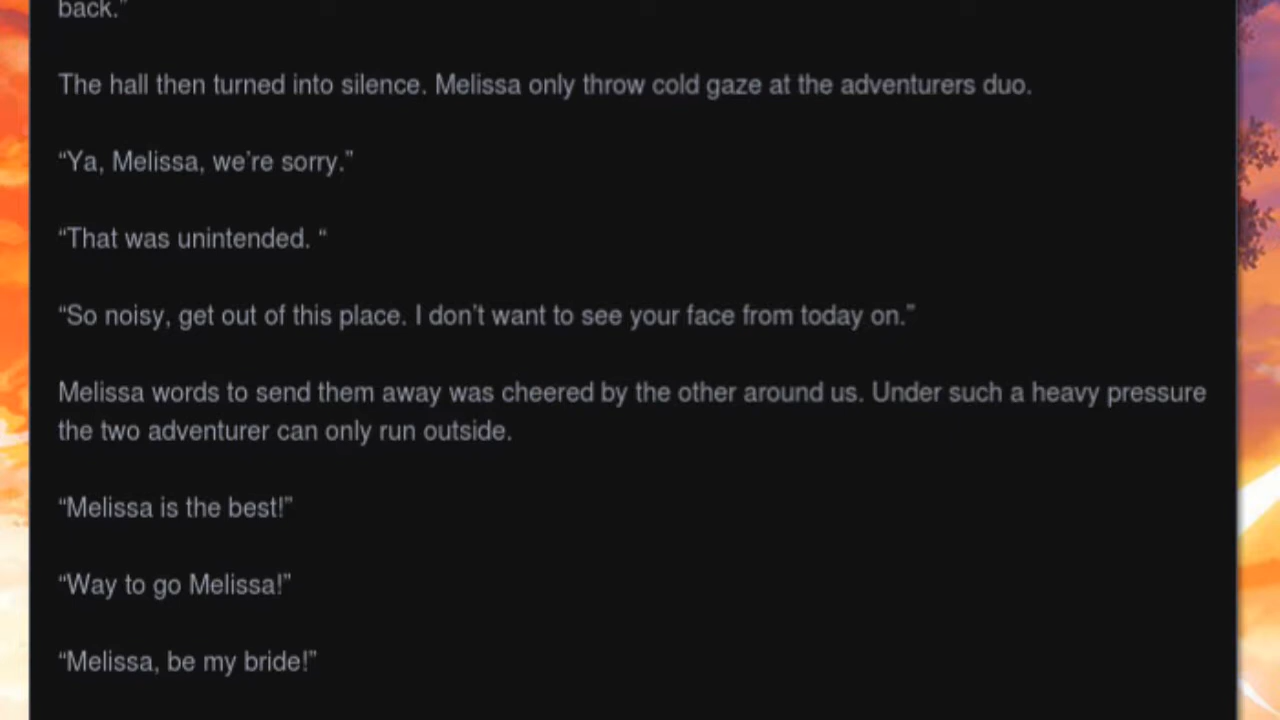 back.”
The hall then turned into silence. Melissa only throw cold gaze at the adventurers duo.
“Ya, Melissa, we’re sorry.”
“That was unintended. “
“So noisy, get out of this place. I don’t want to see your face from today on.”
Melissa words to send them away was cheered by the other around us. Under such a heavy pressure
the two adventurer can only run outside.
“Melissa is the best!”
“Way to go Melissa!”
“Melissa, be my bride!”